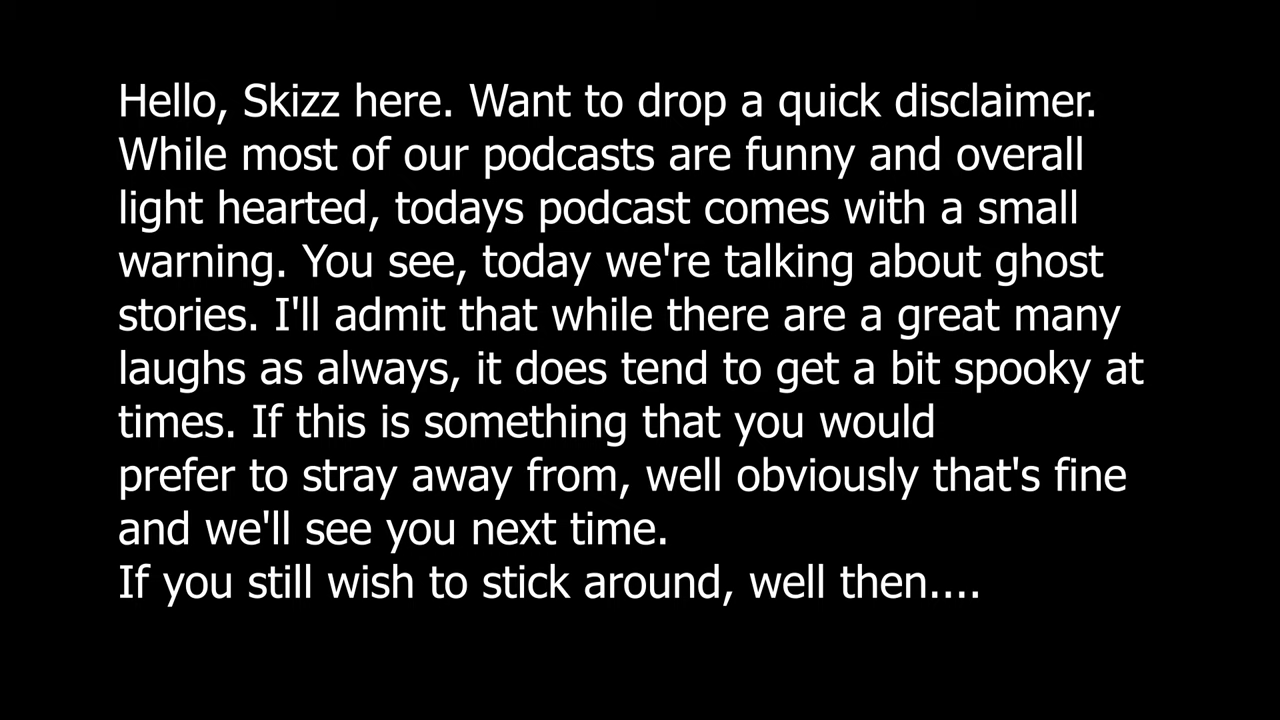 Hello, Skizz here. Want to drop a quick disclaimer.
While most of our podcasts are funny and overall
light hearted, todays podcast comes with a small
warning. You see, today we're talking about ghost
stories. I'll admit that while there are a great many
laughs as always, it does tend to get a bit spooky at
times. If this is something that you would
prefer to stray away from, well obviously that's fine
and we'll see you next time.
If you still wish to stick around, well then....